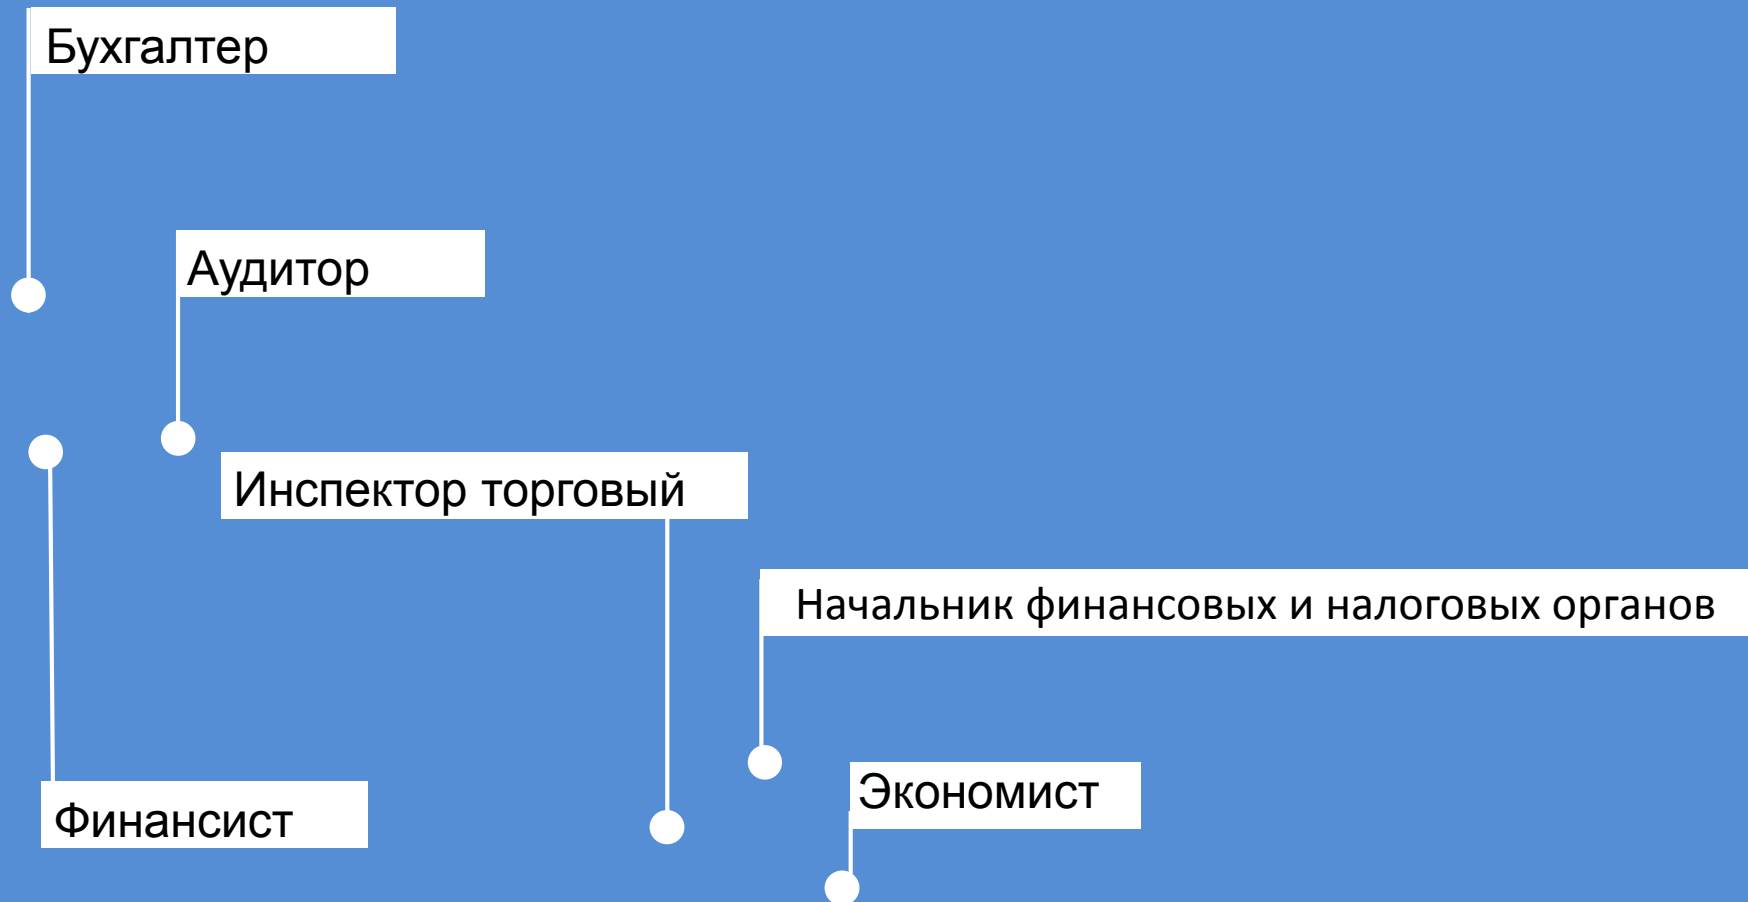 Бухгалтер
Аудитор
Инспектор торговый
Начальник финансовых и налоговых органов
Экономист
Финансист